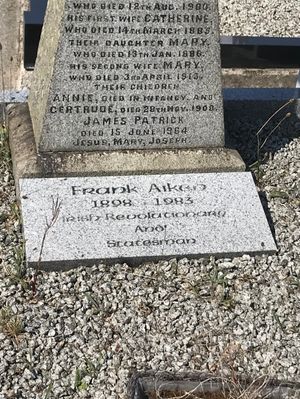 WHO DIED 12TH AUG. 1900.
HIS FIRST WIFE CATHERINE,
WHO DIED 14TH MARCH 1883.
THEIR DAUGHTER MARY,
WHO DIED 13TH JAN. 1886.
HIS SECOND WIFE, MARY,
WHO DIED 3RD APRIL 1913.
THEIR CHILDREN
ANNIE, DIED IN INFANCY, AND
GERTRUDE, DIED 28TH NOV. 1908.
JAMES PATRICK
DIED 15 JUNE 1964
JESUS, MARY, JOSEPH
Frank Aiken
1898 - 1983
Irish Revolutionary
And
Statesman